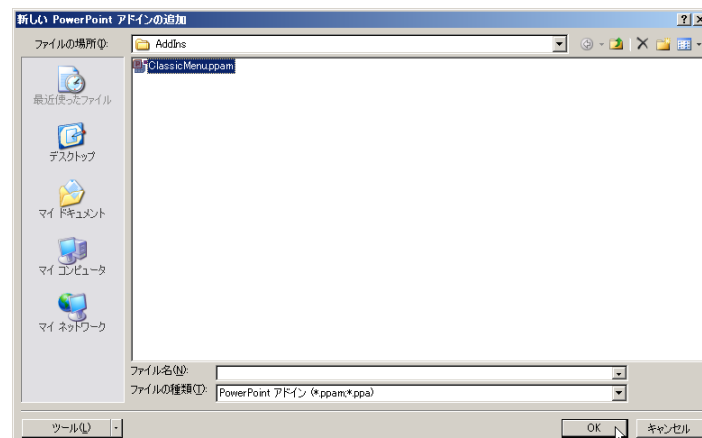 新しい PowerPoint アドインの追加
ファイルの場所(I):
AddIns
ClassicMenu.ppam
最近使ったファイル
デスクトップ
マイ ドキュメント
マイ コンピュータ
マイ ネットワーク
ファイル名(N):
ファイルの種類(T):
PowerPoint アドイン (*.ppam;*.ppa)
ツール(L)
OK
キャンセル